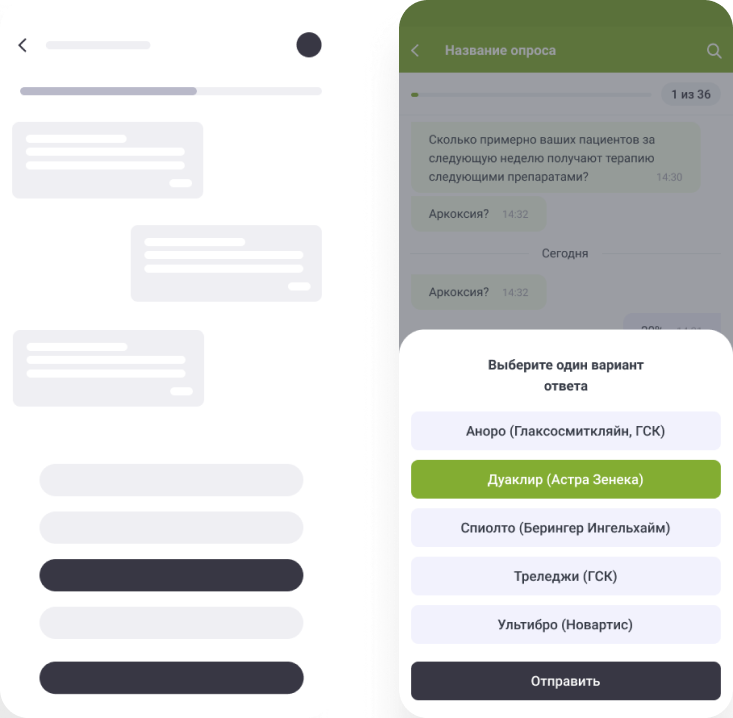 Название опроса
1 из 36
Сколько примерно ваших пациентов за
следующую неделю получают терапию
следующими препаратами?
14:30
Аркоксия? 14:32
Сегодня
Аркоксия? 14:32
Выберите один вариант
ответа
Аноро (Глаксосмиткляйн, ГСК)
Дуаклир (Астра Зенека)
Спиолто (Берингер Ингельхайм)
Треледжи (ГСК)
Ультибро (Новартис)
Отправить